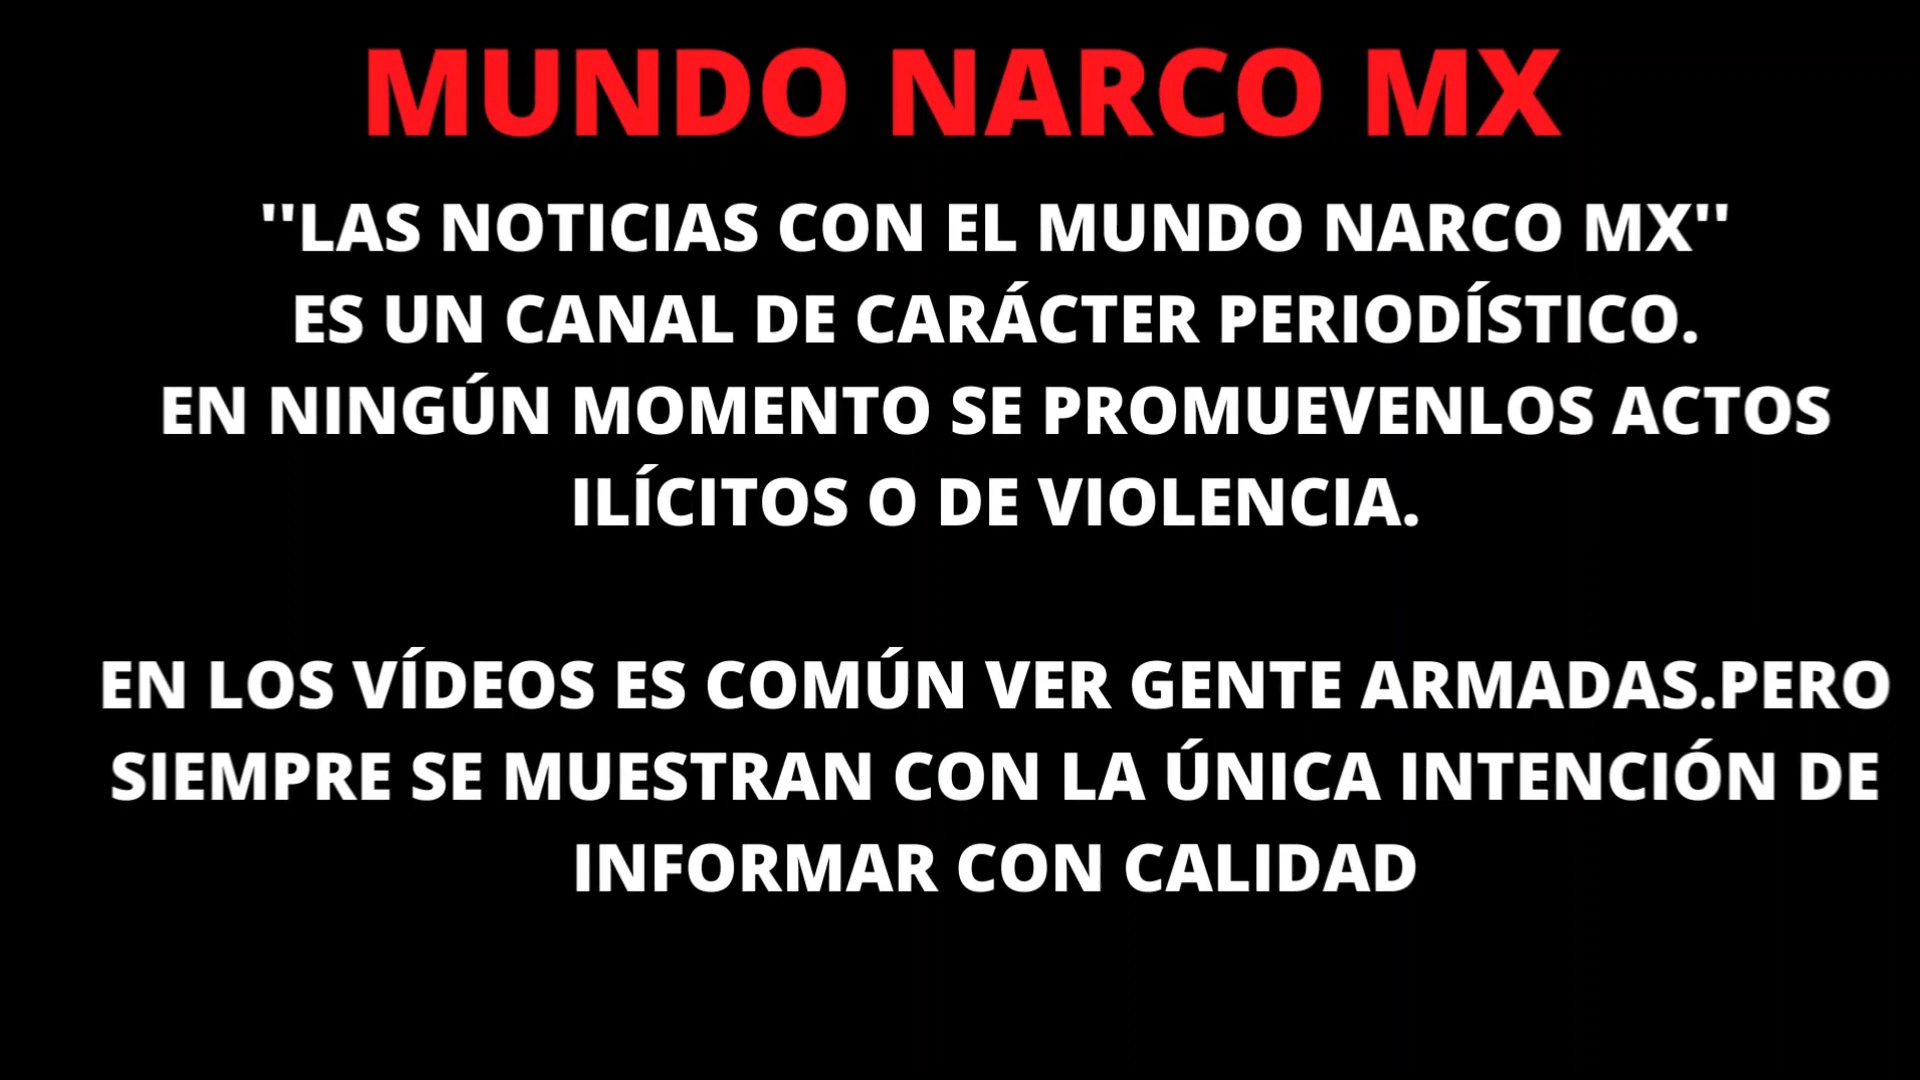 MUNDO NARCO MX
"LAS NOTICIAS CON EL MUNDO NARCO MX"
ES UN CANAL DE CARÁCTER PERIODÍSTICO.
EN NINGÚN MOMENTO SE PROMUEVENLOS ACTOS
ILÍCITOS O DE VIOLENCIA.
EN LOS VÍDEOS ES COMÚN VER GENTE ARMADAS.PERO
SIEMPRE SE MUESTRAN CON LA ÚNICA INTENCIÓN DE
INFORMAR CON CALIDAD